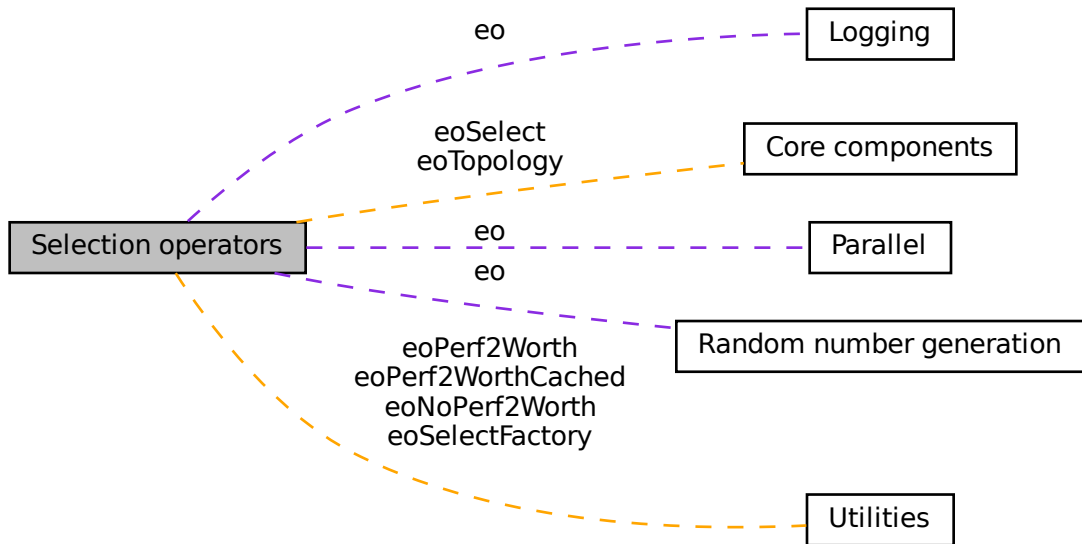 eo
Logging
eoSelect
eoTopology
Core components
Selection operators
eo
Parallel
eo
Random number generation
eoPerf2Worth
eoPerf2WorthCached
eoNoPerf2Worth
eoSelectFactory
Utilities